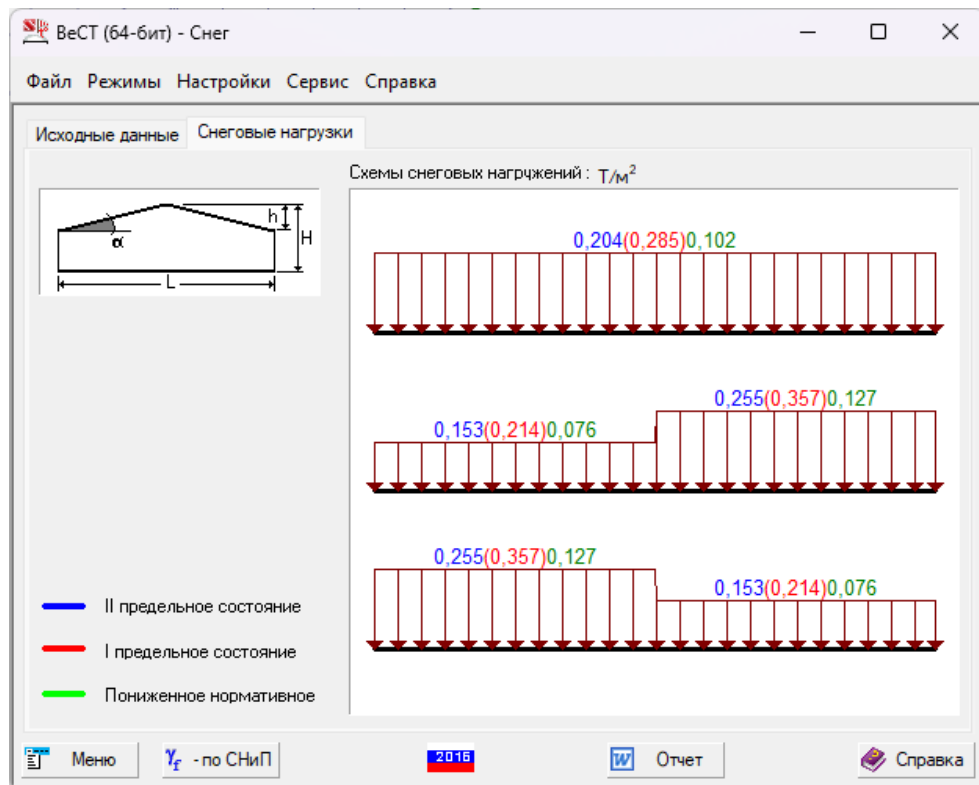 ВеСТ (64-бит) - Снег
Файл Режимы Настройки Сервис Справка
Исходные данные Снеговые нагрузки
Схемы снеговых нагружений : Т/м²
h
H
α
L
0,204(0,285)0,102
0,255(0,357)0,127
0,153(0,214)0,076
0,255(0,357)0,127
0,153(0,214)0,076
II предельное состояние
I предельное состояние
Пониженное нормативное
Меню γf - по СНиП 2016 W Отчет Справка